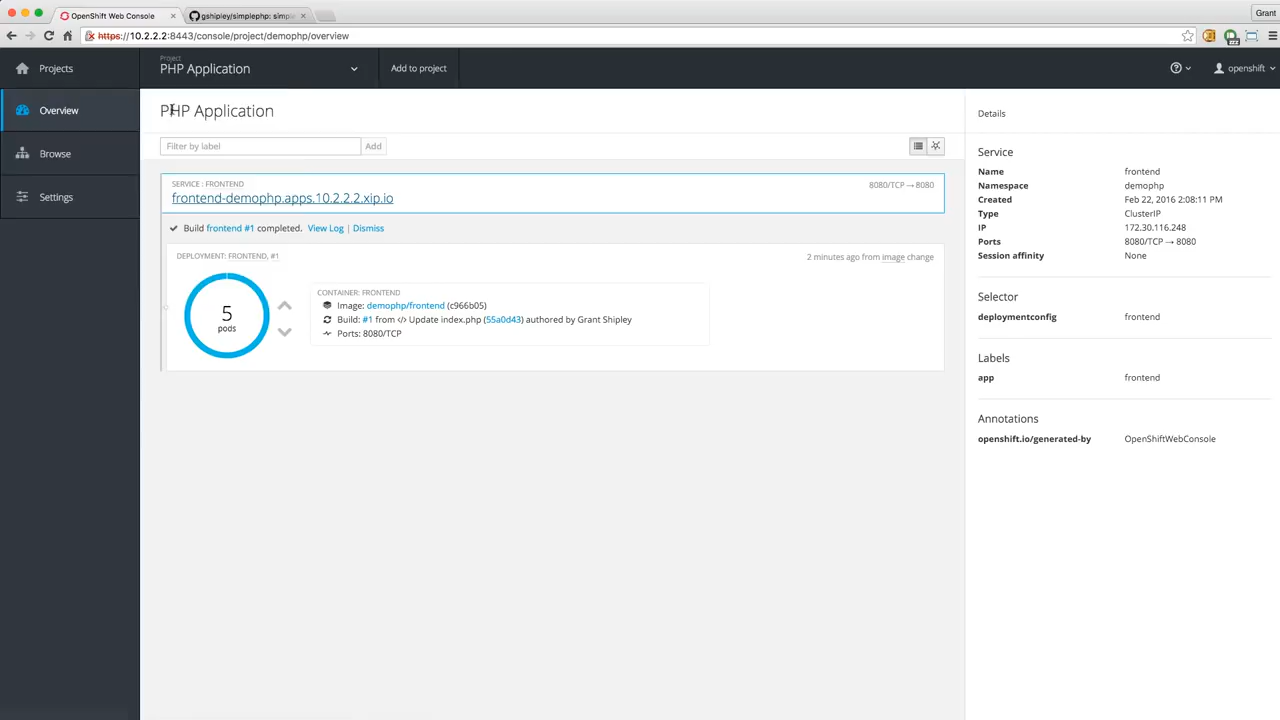 OpenShift Web Console
gshipley/simplephp: simple
Grant
https://10.2.2.2:8443/console/project/demophp/overview
Projects
Project
PHP Application
Add to project
openshift
Overview
Browse
Settings
PHP Application
Filter by label
Add
SERVICE : FRONTEND
8080/TCP → 8080
frontend-demophp.apps.10.2.2.2.xip.io
Build frontend #1 completed. View Log | Dismiss
DEPLOYMENT: FRONTEND, #1
2 minutes ago from image change
5
pods
CONTAINER: FRONTEND
Image: demophp/frontend (c966b05)
Build: #1 from </> Update index.php (55a0d43) authored by Grant Shipley
Ports: 8080/TCP
Details
Service
Name frontend
Namespace demophp
Created Feb 22, 2016 2:08:11 PM
Type ClusterIP
IP 172.30.116.248
Ports 8080/TCP → 8080
Session affinity None
Selector
deploymentconfig frontend
Labels
app frontend
Annotations
openshift.io/generated-by OpenShiftWebConsole